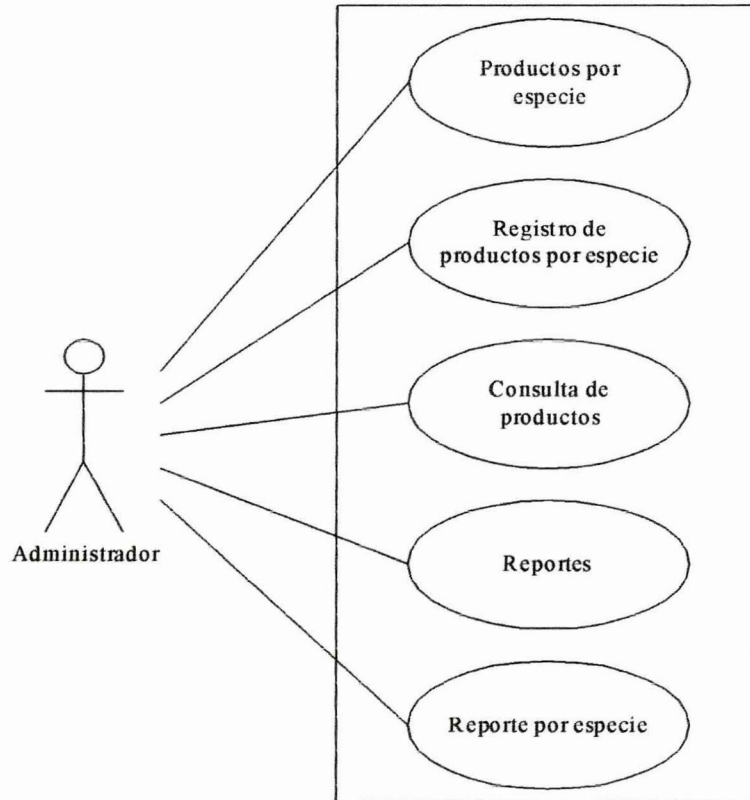 Productos por
especie
Registro de
productos por especie
Consulta de
productos
Administrador
Reportes
Reporte por especie